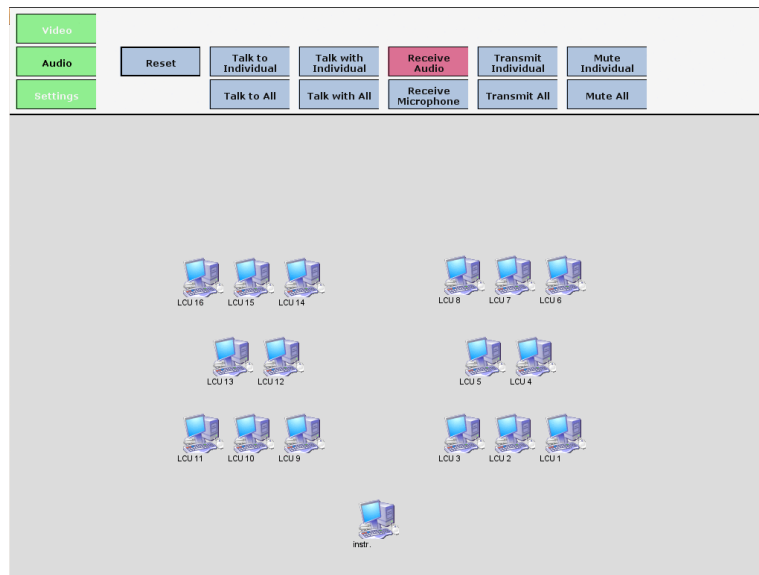 Video
Audio
Settings
Reset
Talk to
Individual
Talk with
Individual
Receive
Audio
Transmit
Individual
Mute
Individual
Talk to All
Talk with All
Receive
Microphone
Transmit All
Mute All
LCU 16
LCU 15
LCU 14
LCU 8
LCU 7
LCU 6
LCU 13
LCU 12
LCU 5
LCU 4
LCU 11
LCU 10
LCU 9
LCU 3
LCU 2
LCU 1
instr.